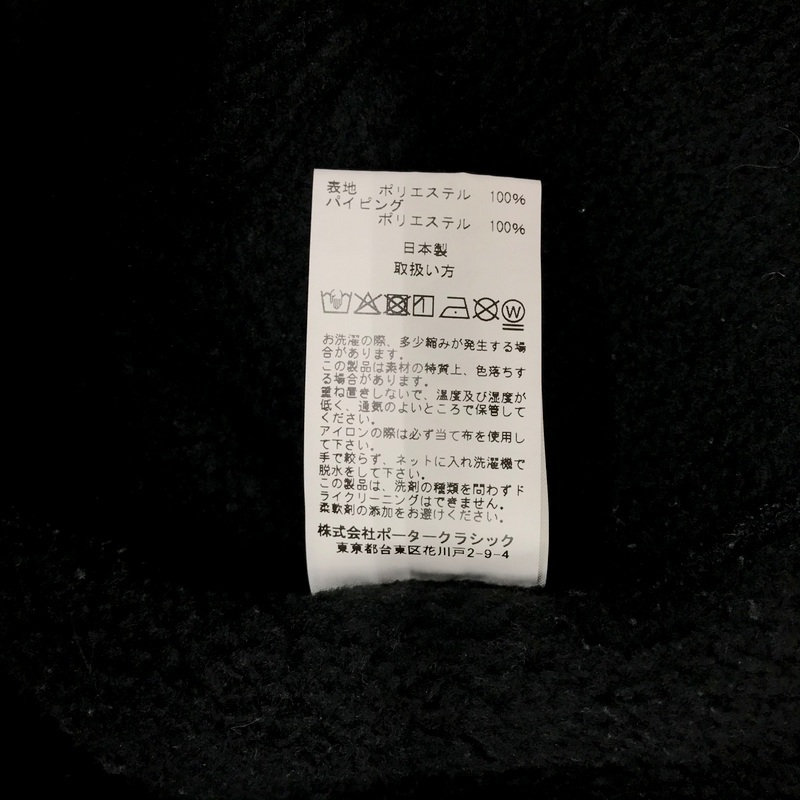 表地 ポリエステル 100%
パイピング
ポリエステル 100%
日本製
取扱い方
W
お洗濯の際、多少縮みが発生する場
合があります。
この製品は素材の特質上、色落ちす
る場合があります。
重ね置きしないで、温度及び湿度が
低く、通気のよいところで保管して
ください。
アイロンの際は必ず当て布を使用し
て下さい。
手で絞らず、ネットに入れ洗濯機で
脱水をして下さい。
この製品は、洗剤の種類を問わずド
ライクリーニングはできません。
柔軟剤の添加をお避けください。
株式会社ポータークラシック
東京都台東区花川戸2-9-4